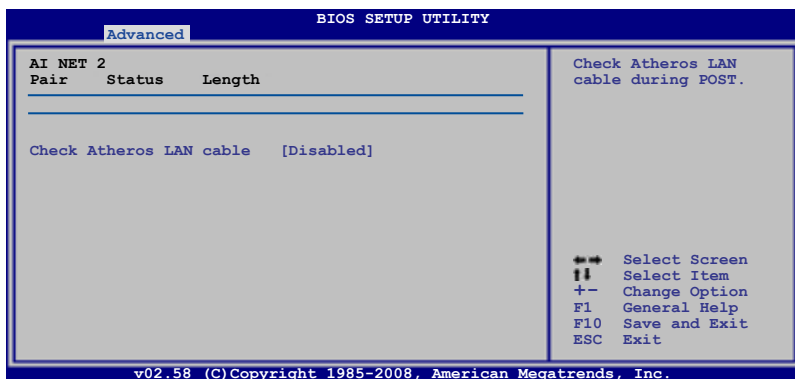 BIOS SETUP UTILITY
Advanced
AI NET 2
Pair Status Length
Check Atheros LAN cable [Disabled]
Check Atheros LAN
cable during POST.
←→ Select Screen
↑↓ Select Item
+- Change Option
F1 General Help
F10 Save and Exit
ESC Exit
v02.58 (C)Copyright 1985-2008, American Megatrends, Inc.